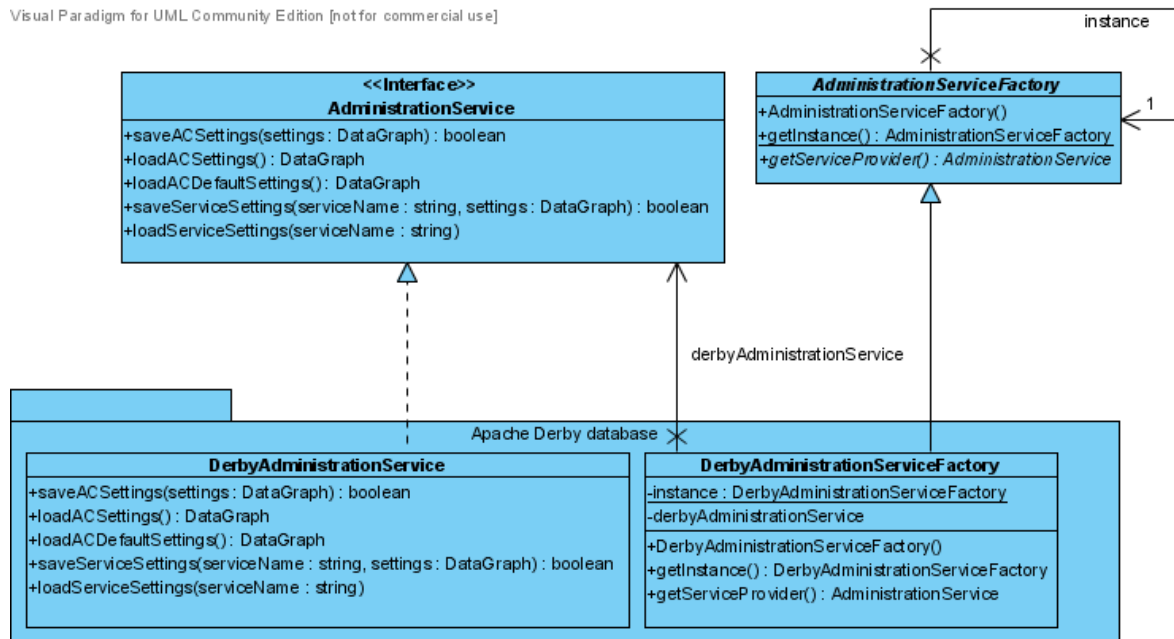 Visual Paradigm for UML Community Edition [not for commercial use]
instance
1
<<Interface>>
AdministrationService
+saveACSettings(settings : DataGraph) : boolean
+loadACSettings() : DataGraph
+loadACDefaultSettings() : DataGraph
+saveServiceSettings(serviceName : string, settings : DataGraph) : boolean
+loadServiceSettings(serviceName : string)
AdministrationServiceFactory
+AdministrationServiceFactory()
+getInstance() : AdministrationServiceFactory
+getServiceProvider() : AdministrationService
derbyAdministrationService
Apache Derby database
DerbyAdministrationService
+saveACSettings(settings : DataGraph) : boolean
+loadACSettings() : DataGraph
+loadACDefaultSettings() : DataGraph
+saveServiceSettings(serviceName : string, settings : DataGraph) : boolean
+loadServiceSettings(serviceName : string)
DerbyAdministrationServiceFactory
-instance : DerbyAdministrationServiceFactory
-derbyAdministrationService
+DerbyAdministrationServiceFactory()
+getInstance() : DerbyAdministrationServiceFactory
+getServiceProvider() : AdministrationService